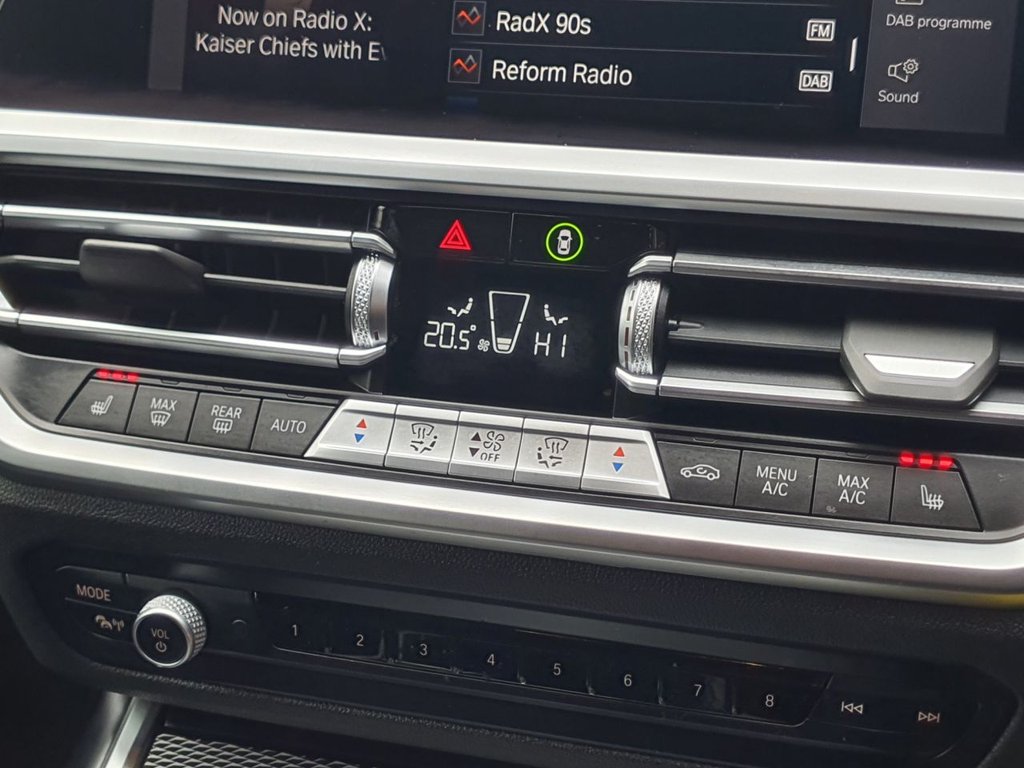 Now on Radio X:
Kaiser Chiefs with
RadX 90s
FM
Reform Radio
DAB
DAB programme
Sound
20.5°
HI
MAX
REAR
AUTO
OFF
MENU
A/C
MAX
A/C
MODE
VOL
1 2 3 4 5 6 7 8